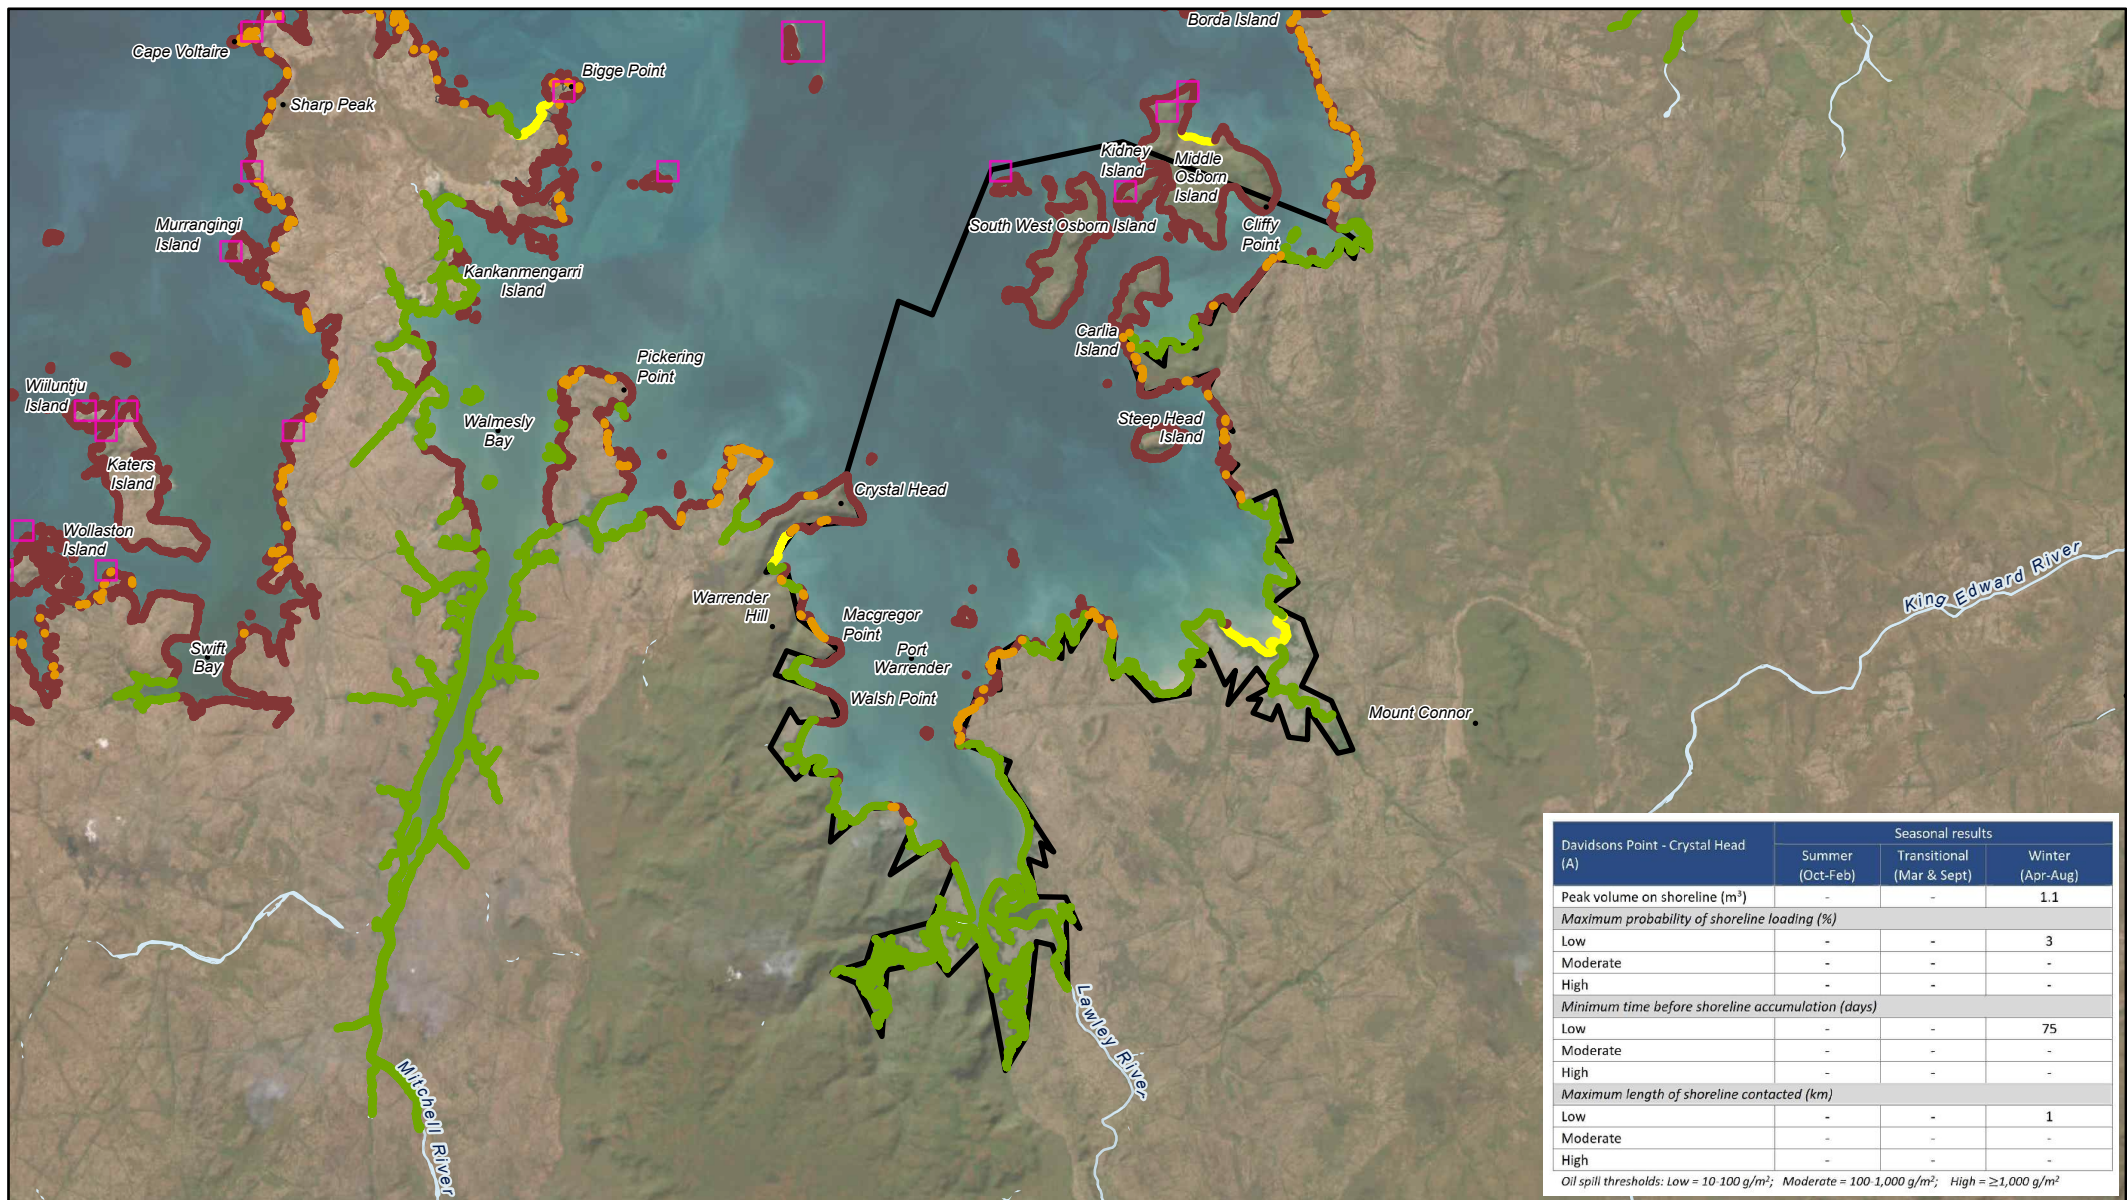 Borda Island
Cape Voltaire
Bigge Point
Sharp Peak
Kidney
Island
Middle
Osborn
Island
Murrangingi
Island
South West Osborn Island
Cliffy
Point
Kankanmengarri
Island
Carlia
Island
Pickering
Point
Wiiluntju
Island
Walmesly
Bay
Steep Head
Island
Katers
Island
Crystal Head
Wollaston
Island
King Edward River
Warrender
Hill
Macgregor
Point
Port
Warrender
Swift
Bay
Walsh Point
Mount Connor
Lawley River
Mitchell River
Davidsons Point - Crystal Head (A) Seasonal results
Summer (Oct-Feb) Transitional (Mar & Sept) Winter (Apr-Aug)
Peak volume on shoreline (m³) - - 1.1
Maximum probability of shoreline loading (%)
Low - - 3
Moderate - - -
High - - -
Minimum time before shoreline accumulation (days)
Low - - 75
Moderate - - -
High - - -
Maximum length of shoreline contacted (km)
Low - - 1
Moderate - - -
High - - -
Oil spill thresholds: Low = 10-100 g/m²; Moderate = 100-1,000 g/m²; High = ≥1,000 g/m²